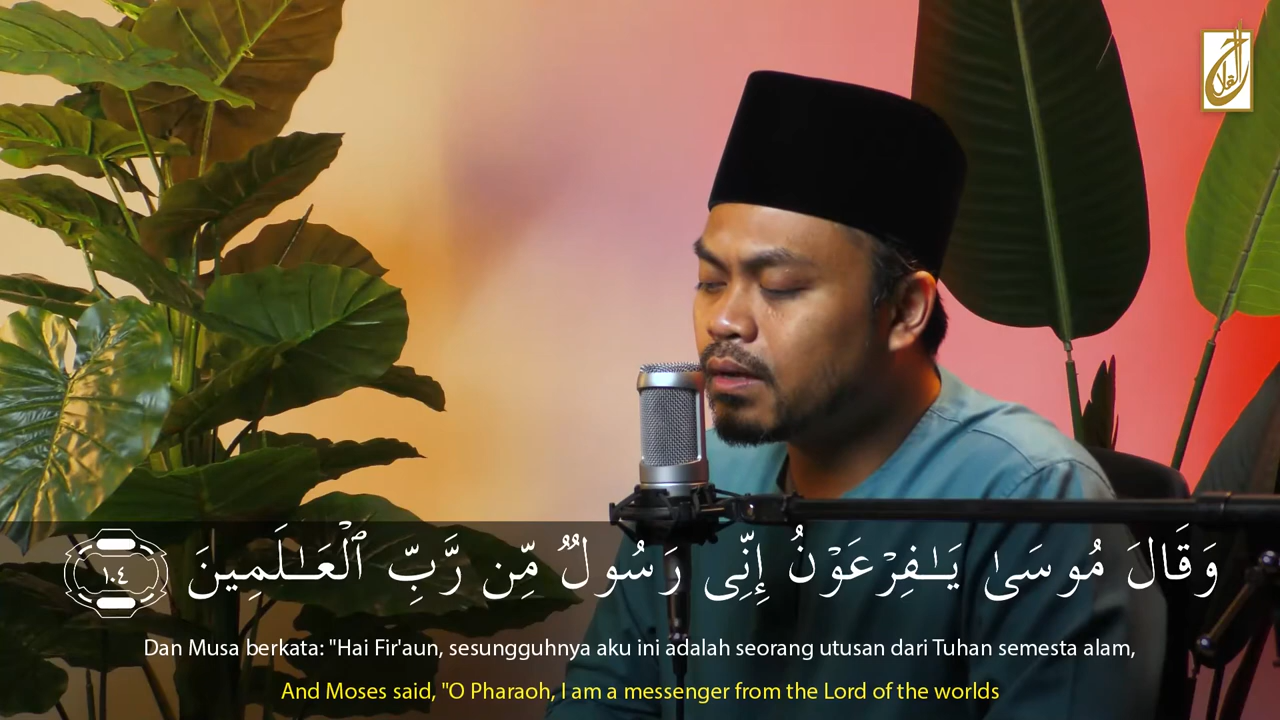 وَقَالَ مُوسَىٰ يَـٰفِرْعَوْنُ إِنِّى رَسُولٌ مِّن رَّبِّ ٱلْعَـٰلَمِينَ ١٠٤
Dan Musa berkata: "Hai Fir'aun, sesungguhnya aku ini adalah seorang utusan dari Tuhan semesta alam,
And Moses said, "O Pharaoh, I am a messenger from the Lord of the worlds